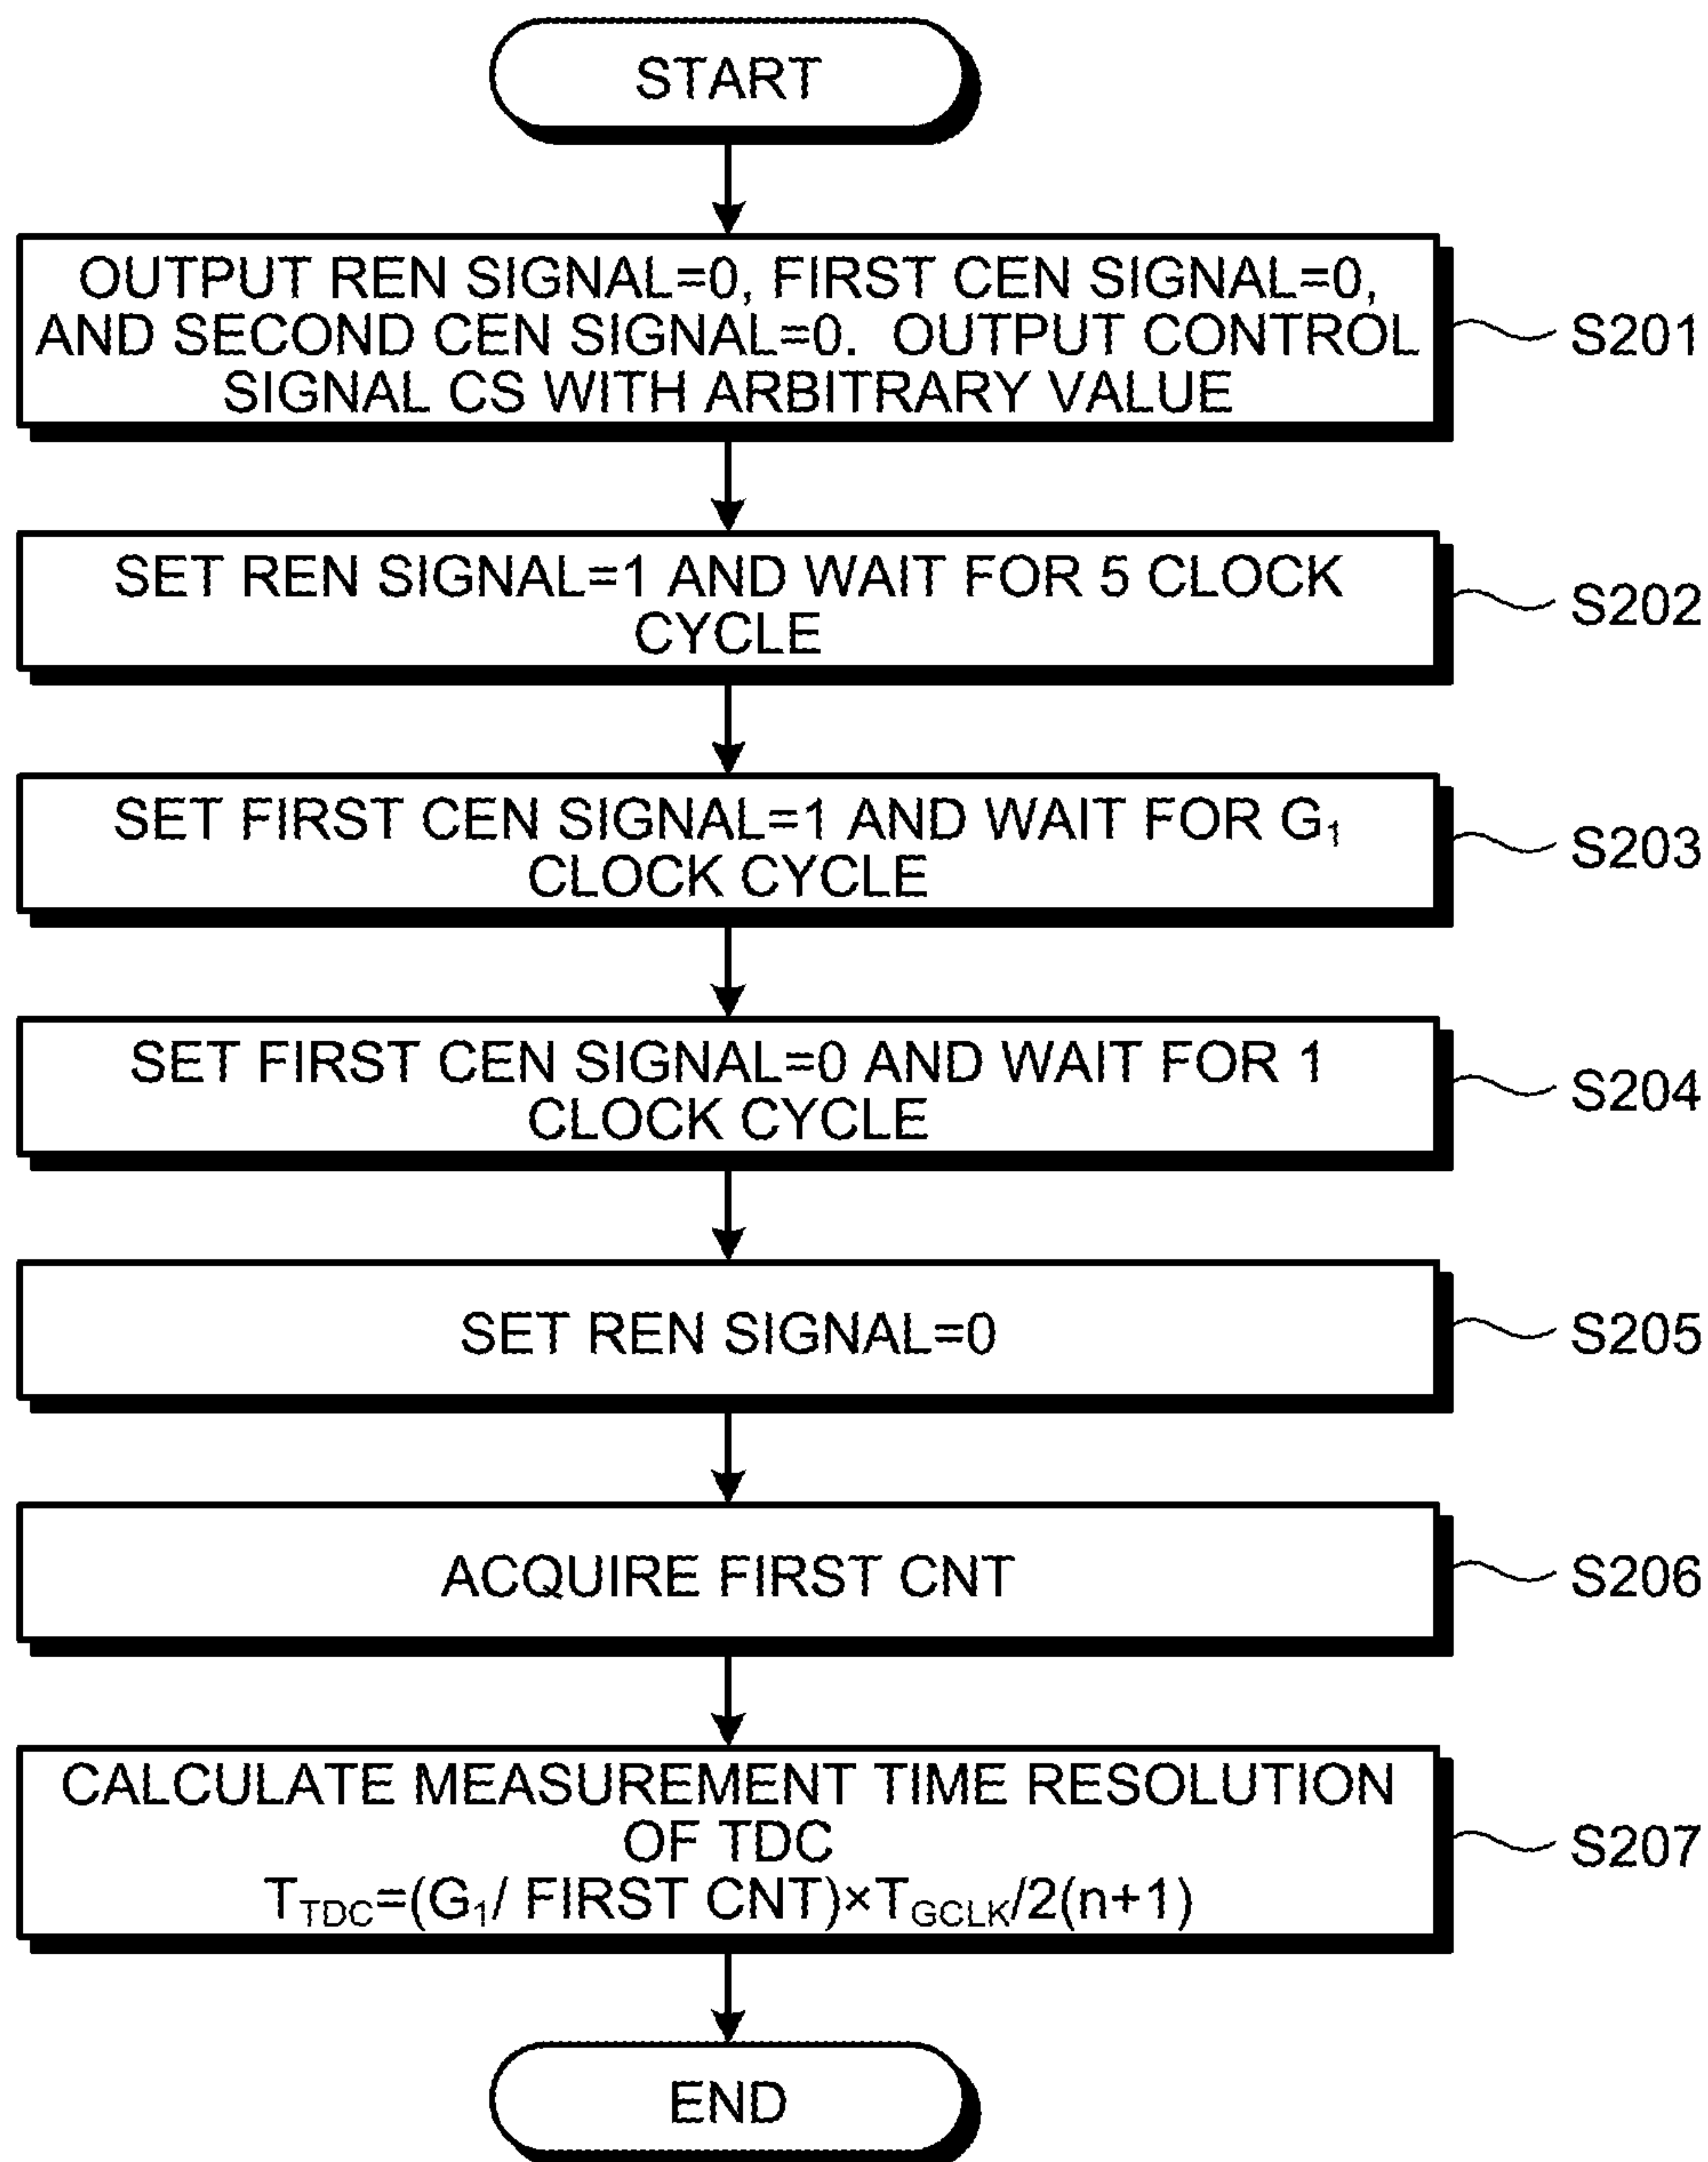 START
OUTPUT REN SIGNAL=0, FIRST CEN SIGNAL=0,
AND SECOND CEN SIGNAL=0. OUTPUT CONTROL
SIGNAL CS WITH ARBITRARY VALUE
S201
SET REN SIGNAL=1 AND WAIT FOR 5 CLOCK
CYCLE
S202
SET FIRST CEN SIGNAL=1 AND WAIT FOR G₁
CLOCK CYCLE
S203
SET FIRST CEN SIGNAL=0 AND WAIT FOR 1
CLOCK CYCLE
S204
SET REN SIGNAL=0
S205
ACQUIRE FIRST CNT
S206
CALCULATE MEASUREMENT TIME RESOLUTION
OF TDC
T_TDC=(G₁/ FIRST CNT)×T_GCLK/2(n+1)
S207
END